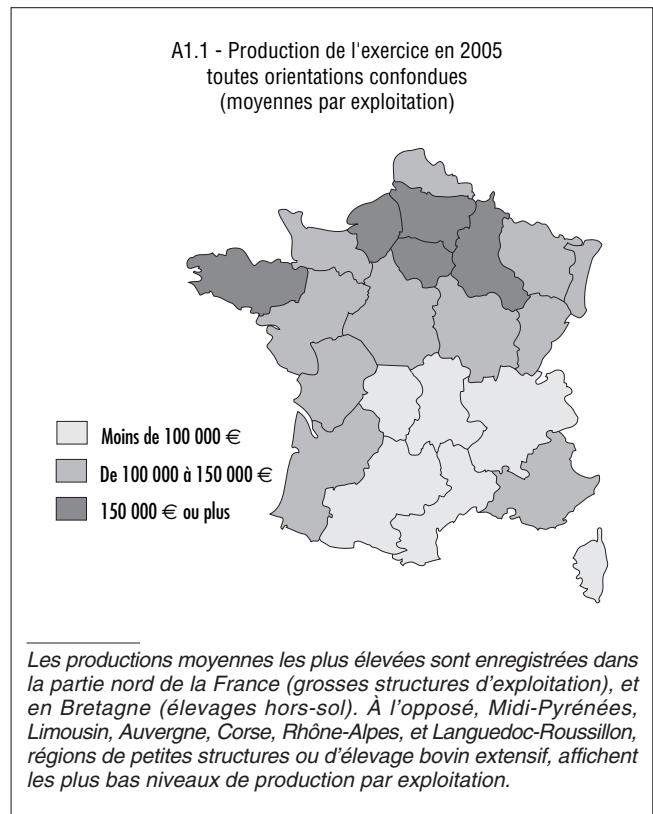 A1.1 - Production de l'exercice en 2005
toutes orientations confondues
(moyennes par exploitation)
Moins de 100 000 €
De 100 000 à 150 000 €
150 000 € ou plus
Les productions moyennes les plus élevées sont enregistrées dans
la partie nord de la France (grosses structures d'exploitation), et
en Bretagne (élevages hors-sol). À l'opposé, Midi-Pyrénées,
Limousin, Auvergne, Corse, Rhône-Alpes, et Languedoc-Roussillon,
régions de petites structures ou d'élevage bovin extensif, affichent
les plus bas niveaux de production par exploitation.